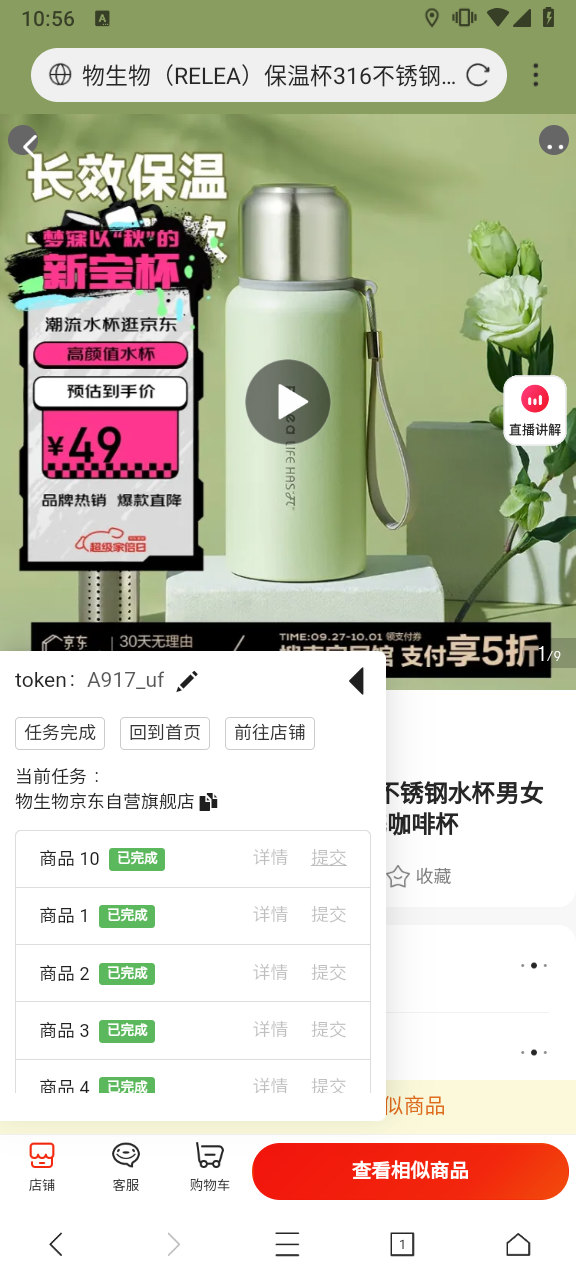 10:56
物生物（RELEA）保温杯316不锈钢…
长效保温
梦寐以“秋”的
新宝杯
潮流水杯逛京东
高颜值水杯
预估到手价
¥49
品牌热销 爆款直降
超级家倍日
LIFE HAS
直播讲解
京东
30天无理由
TIME:09.27-10.01 领支付券
支付享5折
1/9
token： A917_uf
任务完成
回到首页
前往店铺
当前任务：
物生物京东自营旗舰店
不锈钢水杯男女
咖啡杯
收藏
商品 10 已完成 详情 提交
商品 1 已完成 详情 提交
商品 2 已完成 详情 提交
商品 3 已完成 详情 提交
商品 4 已完成 详情 提交
似商品
店铺
客服
购物车
查看相似商品
1